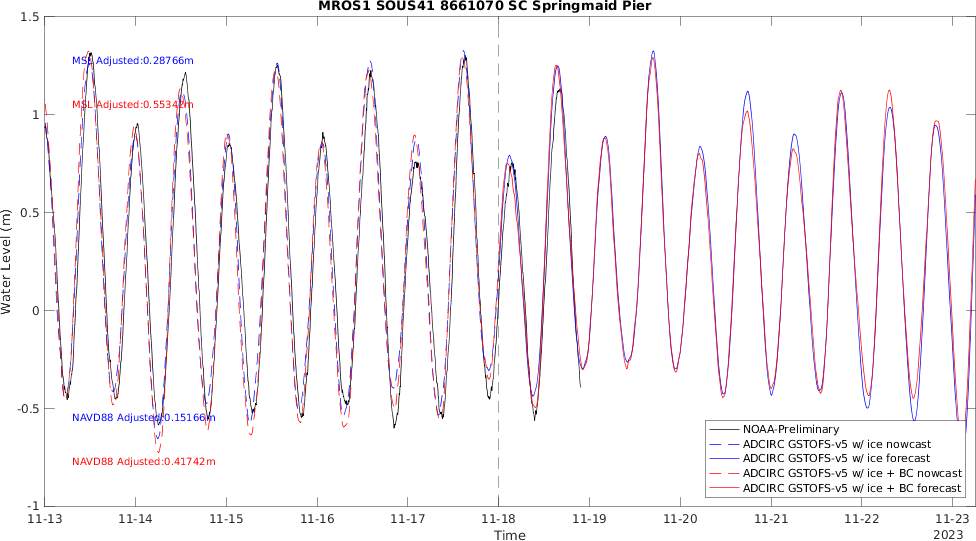 MROS1 SOUS41 8661070 SC Springmaid Pier
1.5
1
0.5
0
-0.5
-1
Water Level (m)
MSL Adjusted:0.28766m
MSL Adjusted:0.55342m
NAVD88 Adjusted:0.15166m
NAVD88 Adjusted:0.41742m
NOAA-Preliminary
ADCIRC GSTOFS-v5 w/ ice nowcast
ADCIRC GSTOFS-v5 w/ ice forecast
ADCIRC GSTOFS-v5 w/ ice + BC nowcast
ADCIRC GSTOFS-v5 w/ ice + BC forecast
11-13 11-14 11-15 11-16 11-17 11-18 11-19 11-20 11-21 11-22 11-23
Time
2023